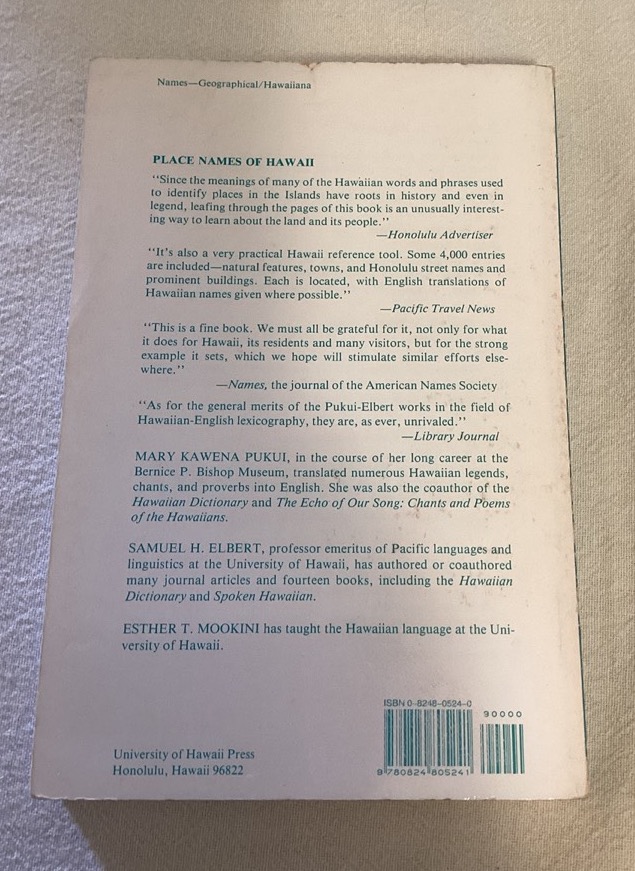 Names—Geographical/Hawaiiana
PLACE NAMES OF HAWAII
"Since the meanings of many of the Hawaiian words and phrases used
to identify places in the Islands have roots in history and even in
legend, leafing through the pages of this book is an unusually interest-
ing way to learn about the land and its people."
—Honolulu Advertiser
"It's also a very practical Hawaii reference tool. Some 4,000 entries
are included—natural features, towns, and Honolulu street names and
prominent buildings. Each is located, with English translations of
Hawaiian names given where possible."
—Pacific Travel News
"This is a fine book. We must all be grateful for it, not only for what
it does for Hawaii, its residents and many visitors, but for the strong
example it sets, which we hope will stimulate similar efforts else-
where."
—Names, the journal of the American Names Society
"As for the general merits of the Pukui-Elbert works in the field of
Hawaiian-English lexicography, they are, as ever, unrivaled."
—Library Journal
MARY KAWENA PUKUI, in the course of her long career at the
Bernice P. Bishop Museum, translated numerous Hawaiian legends,
chants, and proverbs into English. She was also the coauthor of the
Hawaiian Dictionary and The Echo of Our Song: Chants and Poems
of the Hawaiians.
SAMUEL H. ELBERT, professor emeritus of Pacific languages and
linguistics at the University of Hawaii, has authored or coauthored
many journal articles and fourteen books, including the Hawaiian
Dictionary and Spoken Hawaiian.
ESTHER T. MOOKINI has taught the Hawaiian language at the Uni-
versity of Hawaii.
ISBN 0-8248-0524-0
90000
9 780824 805241
University of Hawaii Press
Honolulu, Hawaii 96822